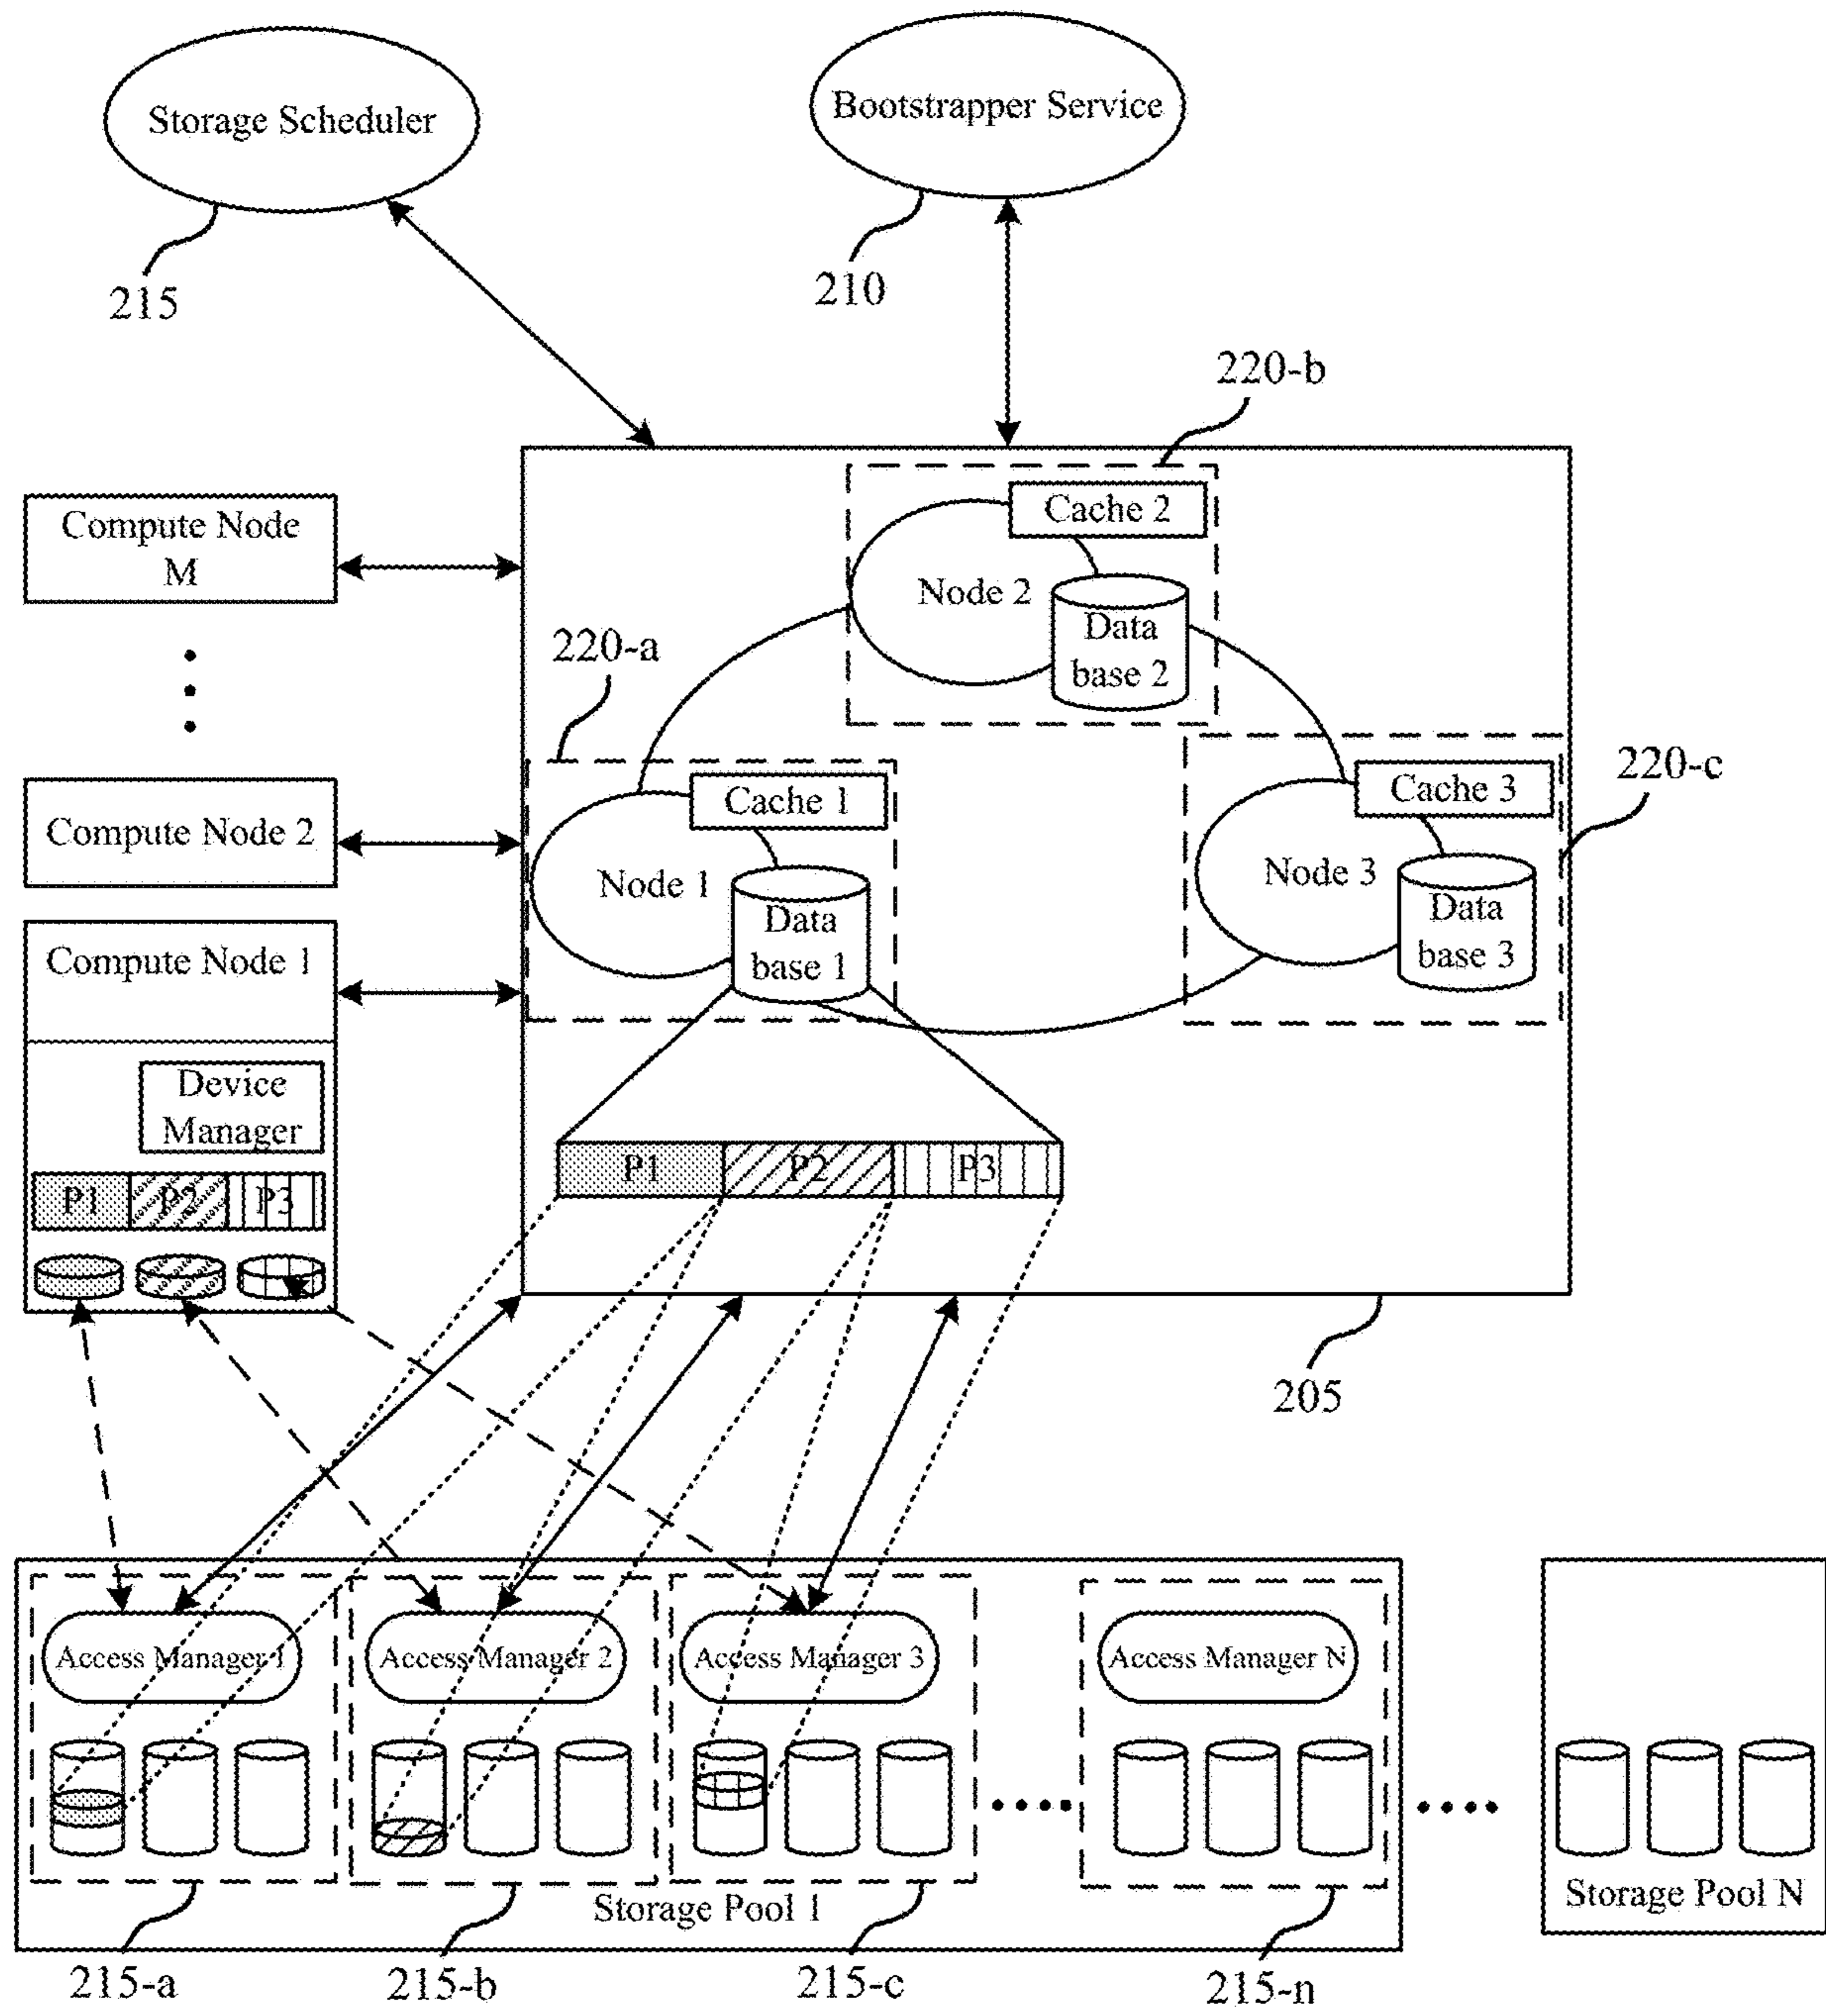 Storage Scheduler
Bootstrapper Service
215
210
220-b
Compute Node
M
Cache 2
Node 2
Data
base 2
220-a
220-c
Compute Node 2
Cache 1
Node 1
Data
base 1
Cache 3
Node 3
Data
base 3
Compute Node 1
Device
Manager
P1 P2 P3
P1 P2 P3
205
Access Manager 1
Access Manager 2
Access Manager 3
Access Manager N
Storage Pool 1
Storage Pool N
215-a
215-b
215-c
215-n